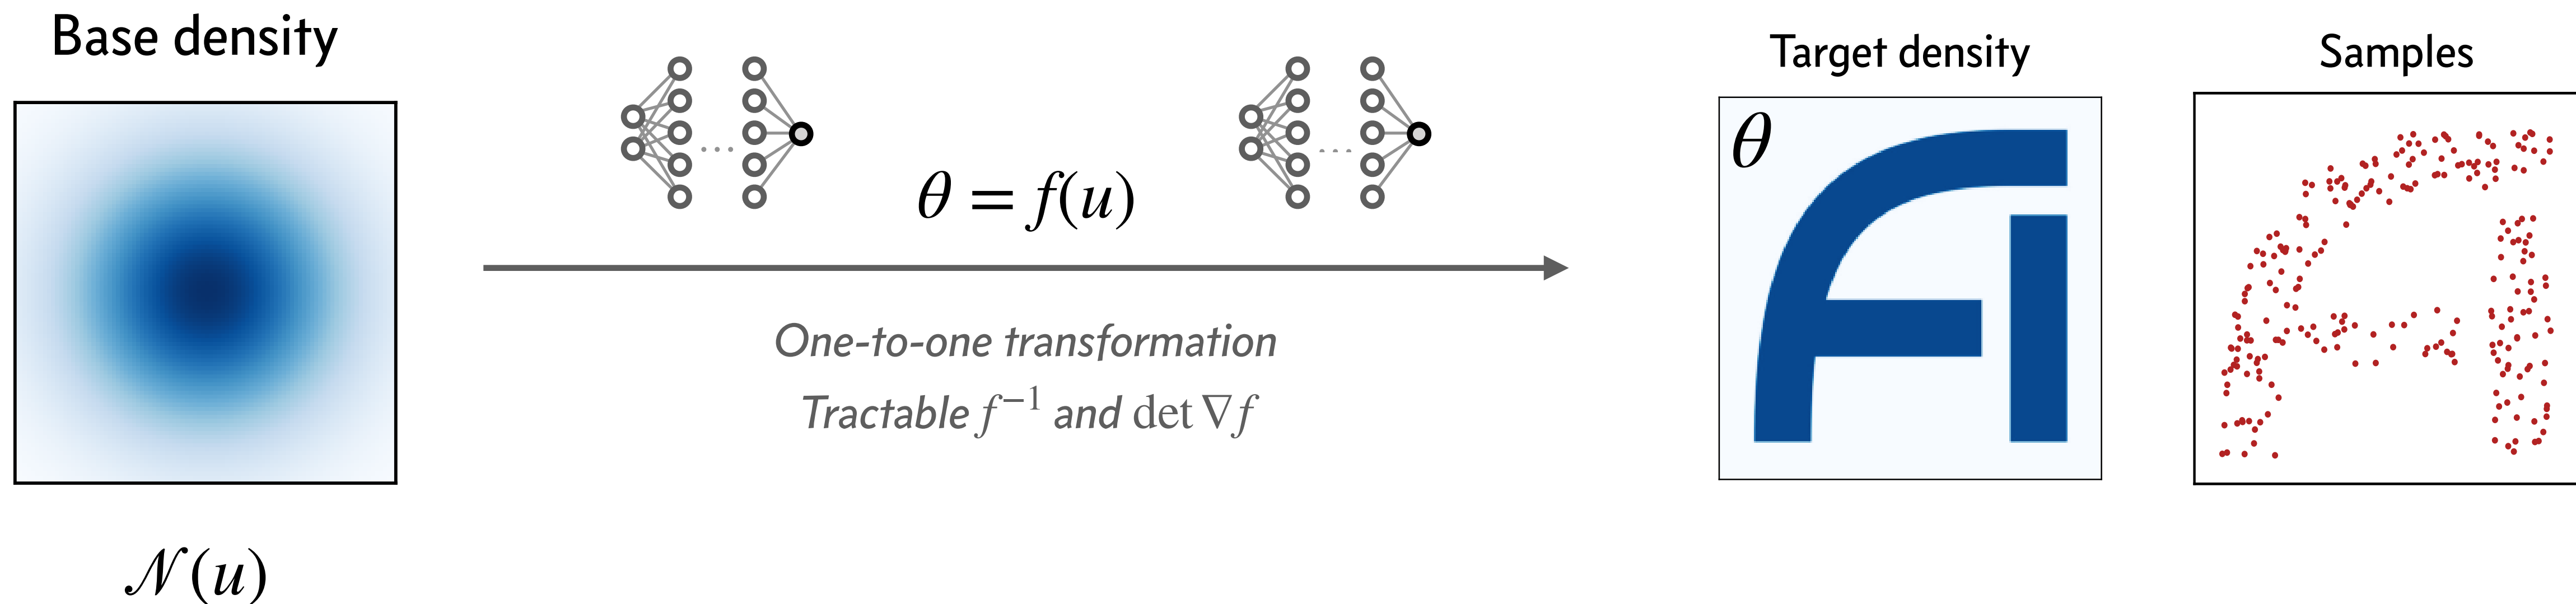 Base density
𝒩(u)
θ = f(u)
One-to-one transformation
Tractable f⁻¹ and det ∇f
Target density
θ
Samples